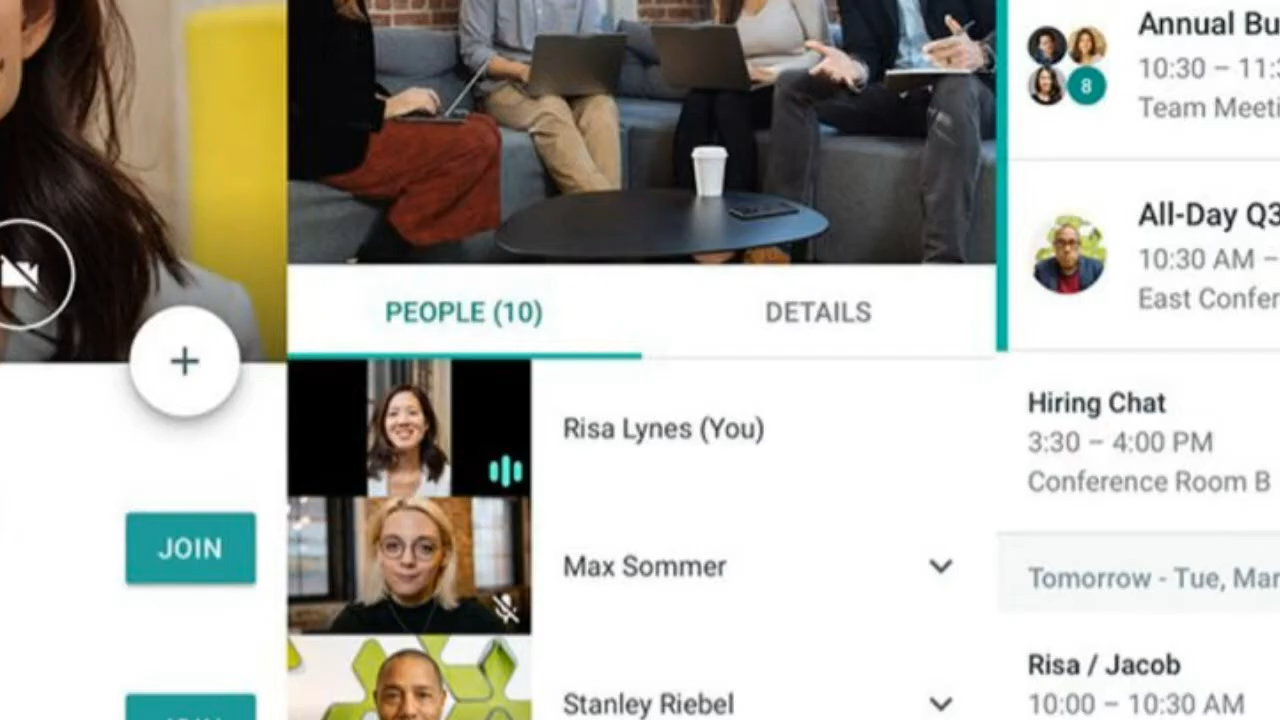 JOIN
PEOPLE (10)
DETAILS
Risa Lynes (You)
Max Sommer
Stanley Riebel
8
Annual Bu
10:30 – 11:3
Team Meeti
All-Day Q3
10:30 AM –
East Confer
Hiring Chat
3:30 – 4:00 PM
Conference Room B
Tomorrow - Tue, Mar
Risa / Jacob
10:00 – 10:30 AM